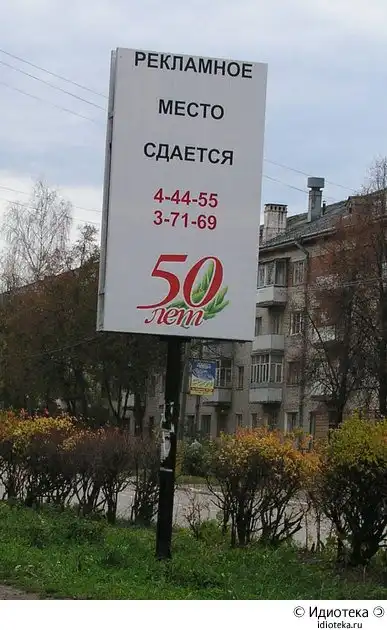 РЕКЛАМНОЕ
МЕСТО
СДАЕТСЯ
4-44-55
3-71-69
50
лет
© Идиотека
idioteka.ru